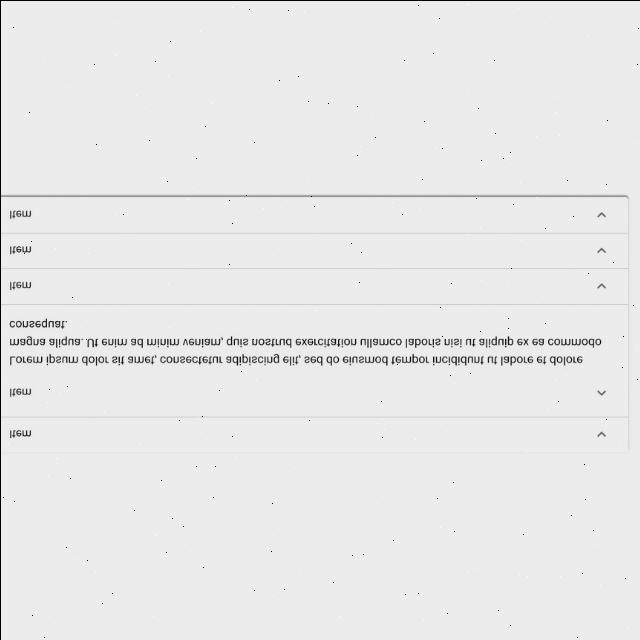 Item
Item
Lorem ipsum dolor sit amet, consectetur adipiscing elit, sed do eiusmod tempor incididunt ut labore et dolore
magna aliqua. Ut enim ad minim veniam, quis nostrud exercitation ullamco laboris nisi ut aliquip ex ea commodo
consequat.
Item
Item
Item